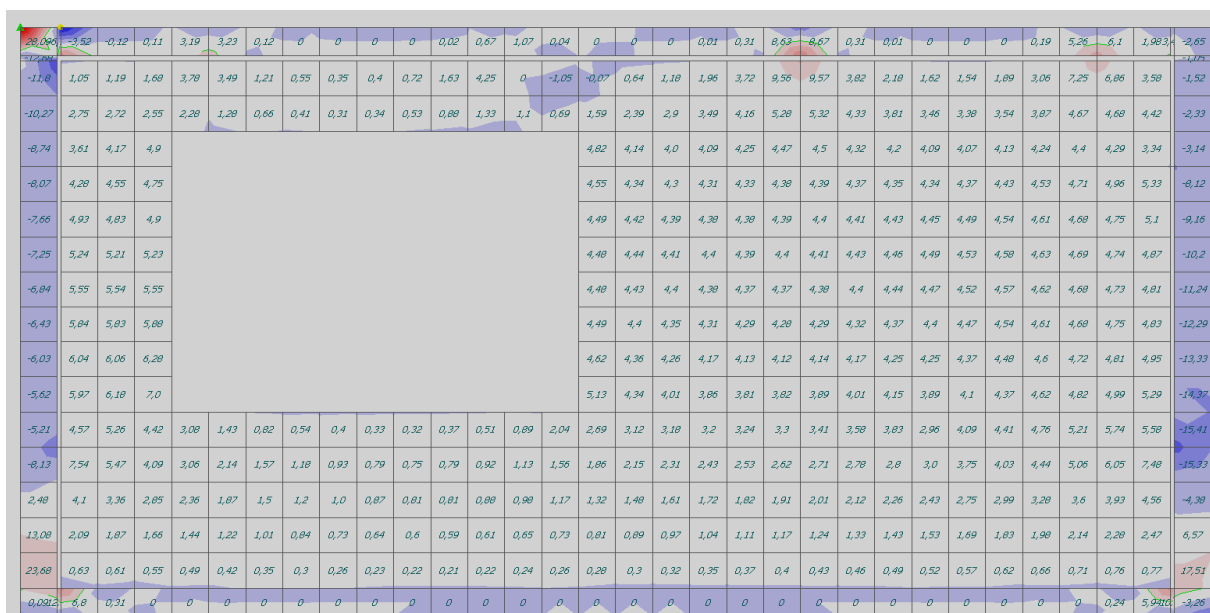 28,096 -3,52 -0,12 0,11 3,19 3,23 0,12 0 0 0 0 0,02 0,67 1,07 0,04 0 0 0 0,01 0,31 8,63 8,67 0,31 0,01 0 0 0 0,19 5,26 6,1 -2,65
-11,8 1,05 1,19 1,68 3,78 3,49 1,21 0,55 0,35 0,4 0,72 1,63 4,25 0 -1,05 -0,07 0,64 1,18 1,96 3,72 9,56 9,57 3,82 2,18 1,62 1,54 1,89 3,06 7,25 6,86 3,58 -1,52
-10,27 2,75 2,72 2,55 2,28 1,28 0,66 0,41 0,31 0,34 0,53 0,88 1,33 1,1 0,69 1,59 2,39 2,9 3,49 4,16 5,28 5,32 4,33 3,81 3,46 3,38 3,54 3,87 4,67 4,68 4,42 -2,33
-8,74 3,61 4,17 4,9 4,82 4,14 4,0 4,09 4,25 4,47 4,5 4,32 4,2 4,09 4,07 4,13 4,24 4,4 4,29 3,34 -3,14
-8,07 4,28 4,55 4,75 4,55 4,34 4,3 4,31 4,33 4,38 4,39 4,37 4,35 4,34 4,37 4,43 4,53 4,71 4,96 5,33 -8,12
-7,66 4,93 4,83 4,9 4,49 4,42 4,39 4,38 4,38 4,39 4,4 4,41 4,43 4,45 4,49 4,54 4,61 4,68 4,75 5,1 -9,16
-7,25 5,24 5,21 5,23 4,48 4,44 4,41 4,4 4,39 4,4 4,41 4,43 4,46 4,49 4,53 4,58 4,63 4,69 4,74 4,87 -10,2
-6,84 5,55 5,54 5,55 4,48 4,43 4,4 4,38 4,37 4,37 4,38 4,4 4,44 4,47 4,52 4,57 4,62 4,68 4,73 4,81 -11,24
-6,43 5,84 5,83 5,88 4,49 4,4 4,35 4,31 4,29 4,28 4,29 4,32 4,37 4,4 4,47 4,54 4,61 4,68 4,75 4,83 -12,29
-6,03 6,04 6,06 6,28 4,62 4,36 4,26 4,17 4,13 4,12 4,14 4,17 4,25 4,25 4,37 4,48 4,6 4,72 4,81 4,95 -13,33
-5,62 5,97 6,18 7,0 5,13 4,34 4,01 3,86 3,81 3,82 3,89 4,01 4,15 3,89 4,1 4,37 4,62 4,82 4,99 5,29 -14,37
-5,21 4,57 5,26 4,42 3,08 1,43 0,82 0,54 0,4 0,33 0,32 0,37 0,51 0,89 2,04 2,69 3,12 3,18 3,2 3,24 3,3 3,41 3,58 3,83 2,96 4,09 4,41 4,76 5,21 5,74 5,58 -15,41
-8,13 7,54 5,47 4,09 3,06 2,14 1,57 1,18 0,93 0,79 0,75 0,79 0,92 1,13 1,56 1,86 2,15 2,31 2,43 2,53 2,62 2,71 2,78 2,8 3,0 3,75 4,03 4,44 5,06 6,05 7,48 -15,33
2,48 4,1 3,36 2,85 2,36 1,87 1,5 1,2 1,0 0,87 0,81 0,81 0,88 0,98 1,17 1,32 1,48 1,61 1,72 1,82 1,91 2,01 2,12 2,26 2,43 2,75 2,99 3,28 3,6 3,93 4,56 -4,38
13,08 2,09 1,87 1,66 1,44 1,22 1,01 0,84 0,73 0,64 0,6 0,59 0,61 0,65 0,73 0,81 0,89 0,97 1,04 1,11 1,17 1,24 1,33 1,43 1,53 1,69 1,83 1,98 2,14 2,28 2,47 6,57
23,68 0,63 0,61 0,55 0,49 0,42 0,35 0,3 0,26 0,23 0,22 0,21 0,22 0,24 0,26 0,28 0,3 0,32 0,35 0,37 0,4 0,43 0,46 0,49 0,52 0,57 0,62 0,66 0,71 0,76 0,77 17,51
6,8 0,31 0 0 0 0 0 0 0 0 0 0 0 0 0 0 0 0 0 0 0 0 0 0 0 0 0 0 0,24 -3,26